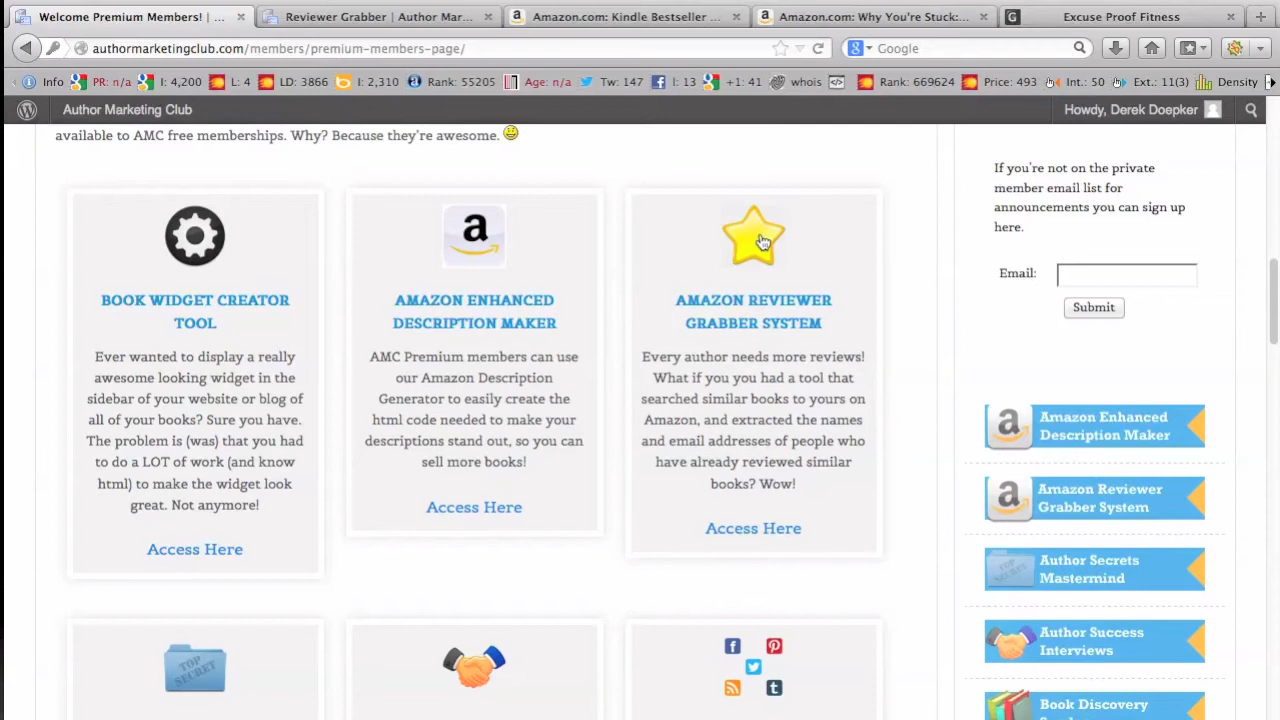 Welcome Premium Members! | ...
Reviewer Grabber | Author Mar...
Amazon.com: Kindle Bestseller ...
Amazon.com: Why You're Stuck:...
Excuse Proof Fitness
authormarketingclub.com/members/premium-members-page/
Google
Info
PR: n/a
I: 4,200
L: 4
LD: 3866
I: 2,310
Rank: 55205
Age: n/a
Tw: 147
I: 13
+1: 41
whois
Rank: 669624
Price: 493
Int.: 50
Ext.: 11(3)
Density
Author Marketing Club
Howdy, Derek Doepker
available to AMC free memberships. Why? Because they're awesome.
BOOK WIDGET CREATOR
TOOL
Ever wanted to display a really
awesome looking widget in the
sidebar of your website or blog of
all of your books? Sure you have.
The problem is (was) that you had
to do a LOT of work (and know
html) to make the widget look
great. Not anymore!
Access Here
a
AMAZON ENHANCED
DESCRIPTION MAKER
AMC Premium members can use
our Amazon Description
Generator to easily create the
html code needed to make your
descriptions stand out, so you can
sell more books!
Access Here
AMAZON REVIEWER
GRABBER SYSTEM
Every author needs more reviews!
What if you you had a tool that
searched similar books to yours on
Amazon, and extracted the names
and email addresses of people who
have already reviewed similar
books? Wow!
Access Here
TOP
SECRET
If you're not on the private
member email list for
announcements you can sign up
here.
Email:
Submit
a
Amazon Enhanced
Description Maker
a
Amazon Reviewer
Grabber System
TOP SECRET
Author Secrets
Mastermind
Author Success
Interviews
Book Discovery